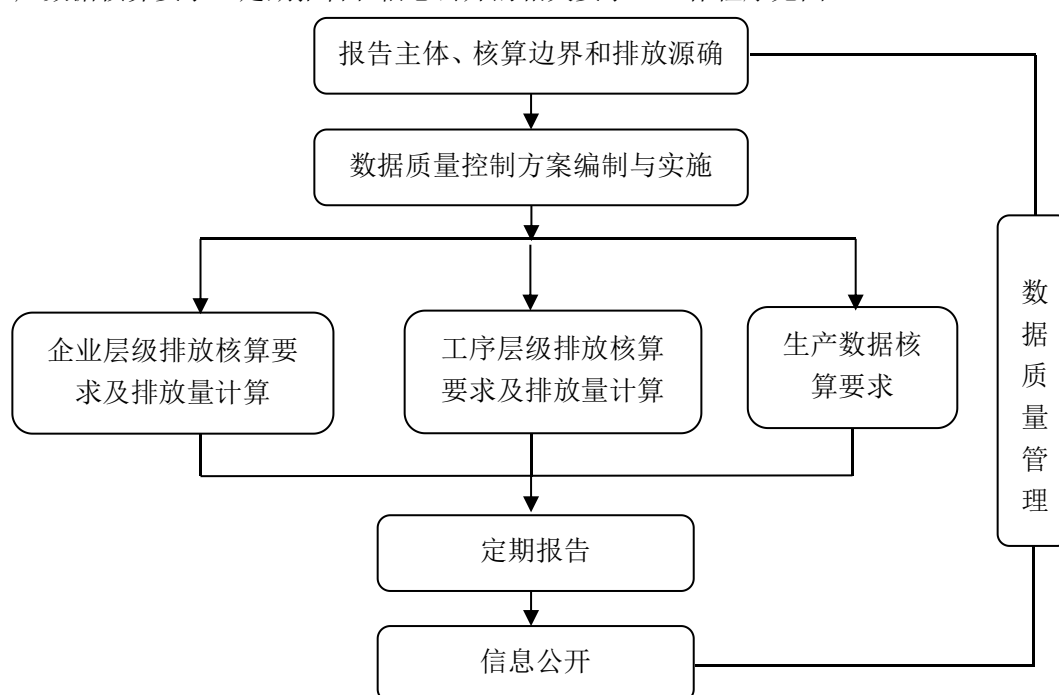 报告主体、核算边界和排放源确
数据质量控制方案编制与实施
企业层级排放核算要
求及排放量计算
工序层级排放核算
要求及排放量计算
生产数据核
算要求
数据质量管理
定期报告
信息公开